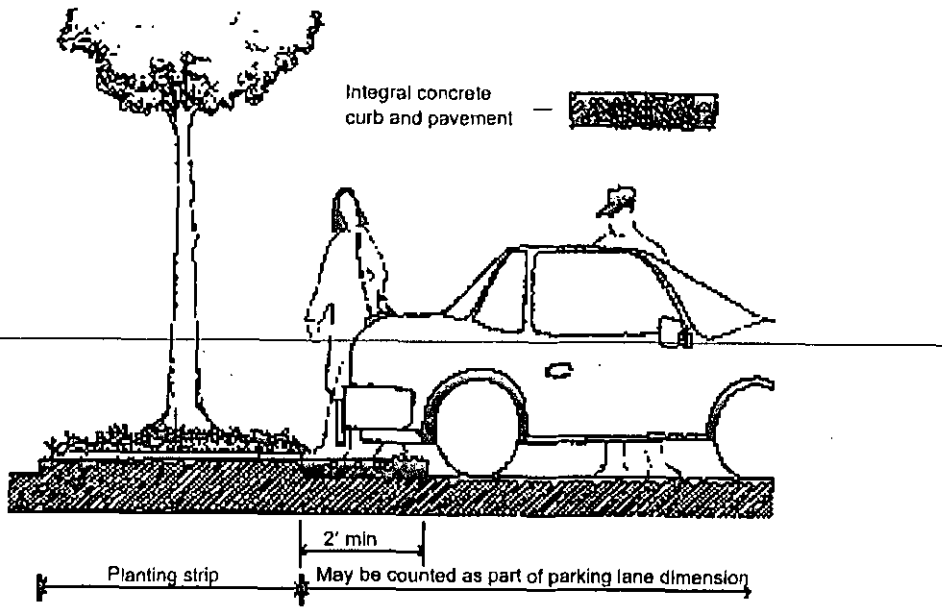 Integral concrete
curb and pavement
2' min
Planting strip
May be counted as part of parking lane dimension